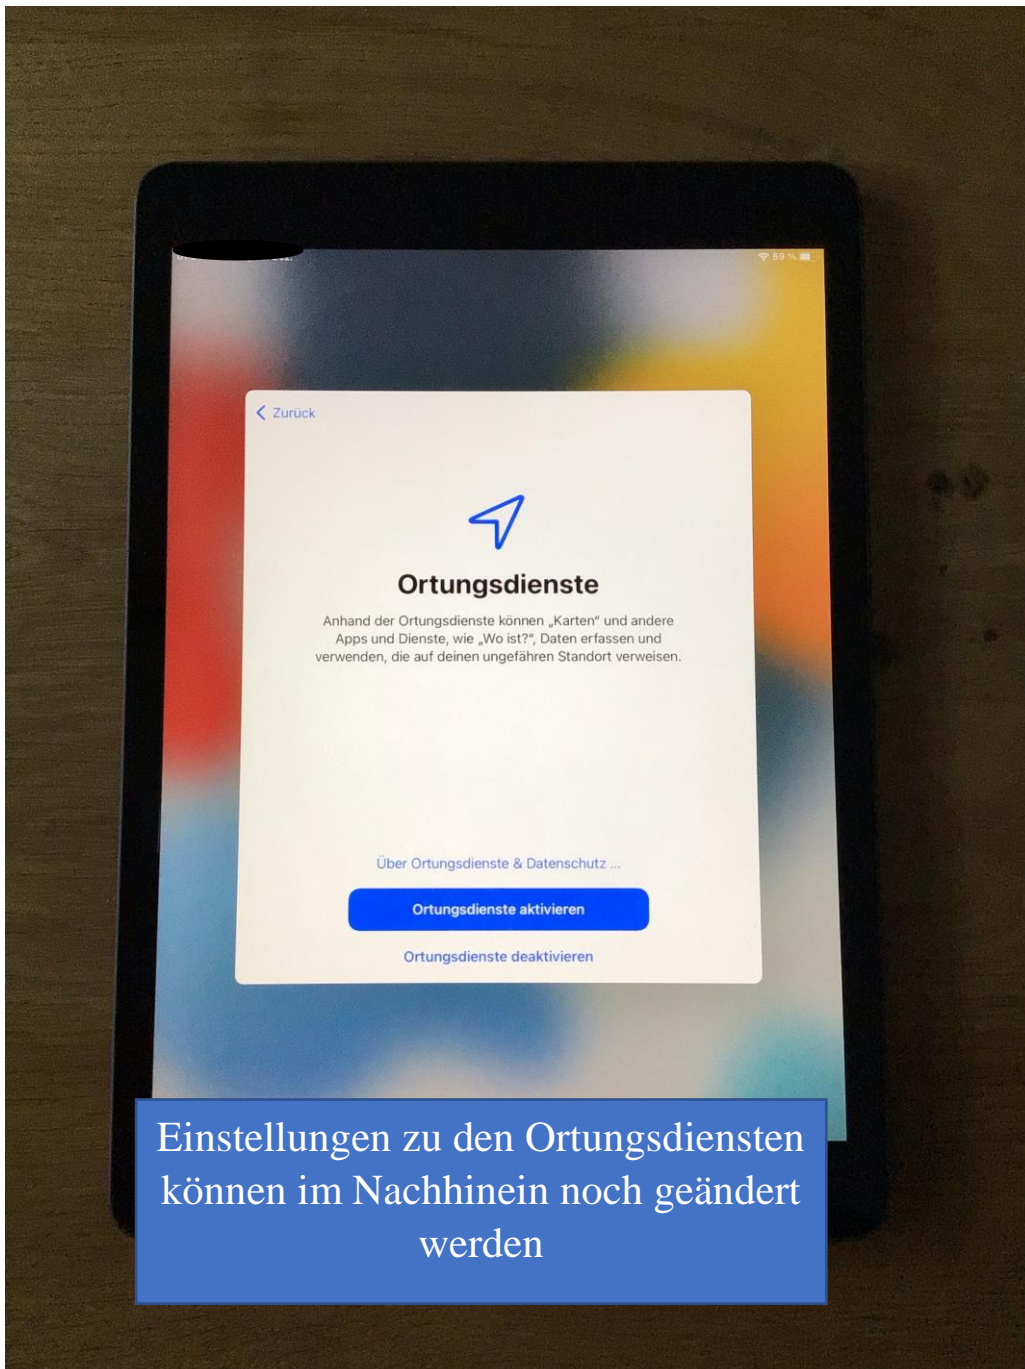 59 %
Zurück
Ortungsdienste
Anhand der Ortungsdienste können „Karten“ und andere
Apps und Dienste, wie „Wo ist?“, Daten erfassen und
verwenden, die auf deinen ungefähren Standort verweisen.
Über Ortungsdienste & Datenschutz ...
Ortungsdienste aktivieren
Ortungsdienste deaktivieren
Einstellungen zu den Ortungsdiensten
können im Nachhinein noch geändert
werden